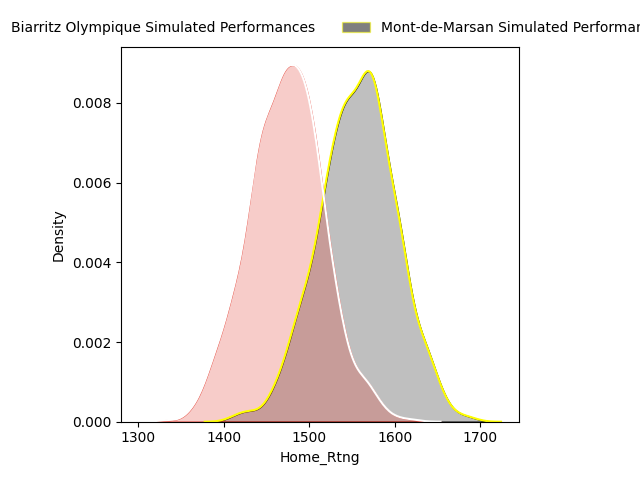 Biarritz Olympique Simulated Performances
Mont-de-Marsan Simulated
0.008
0.006
0.004
0.002
0.000
Density
1300 1400 1500 1600 1700
Home_Rtng